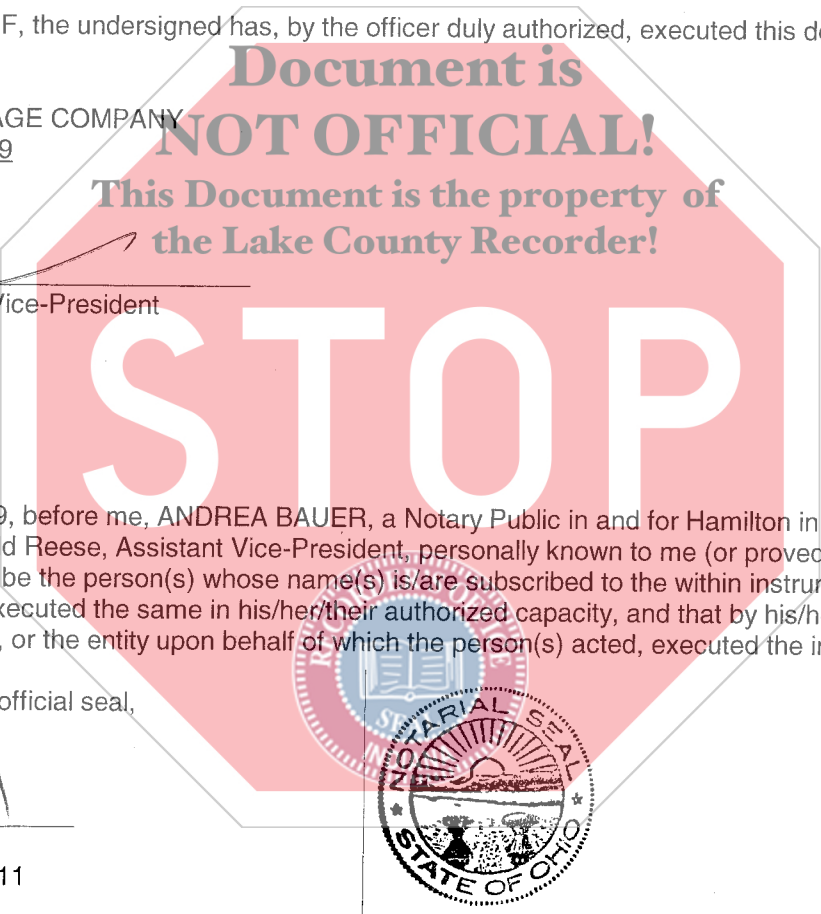 F, the undersigned has, by the officer duly authorized, executed this de
Document is
AGE COMPANY
NOT OFFICIAL!
9
This Document is the property of
the Lake County Recorder!
Vice-President
STOP
9, before me, ANDREA BAUER, a Notary Public in and for Hamilton in
d Reese, Assistant Vice-President, personally known to me (or proved
be the person(s) whose name(s) is/are subscribed to the within instru
xecuted the same in his/her/their authorized capacity, and that by his/h
, or the entity upon behalf of which the person(s) acted, executed the in
official seal,
SEAL
INDIANA
NOTARIAL SEAL
STATE OF OHIO
11